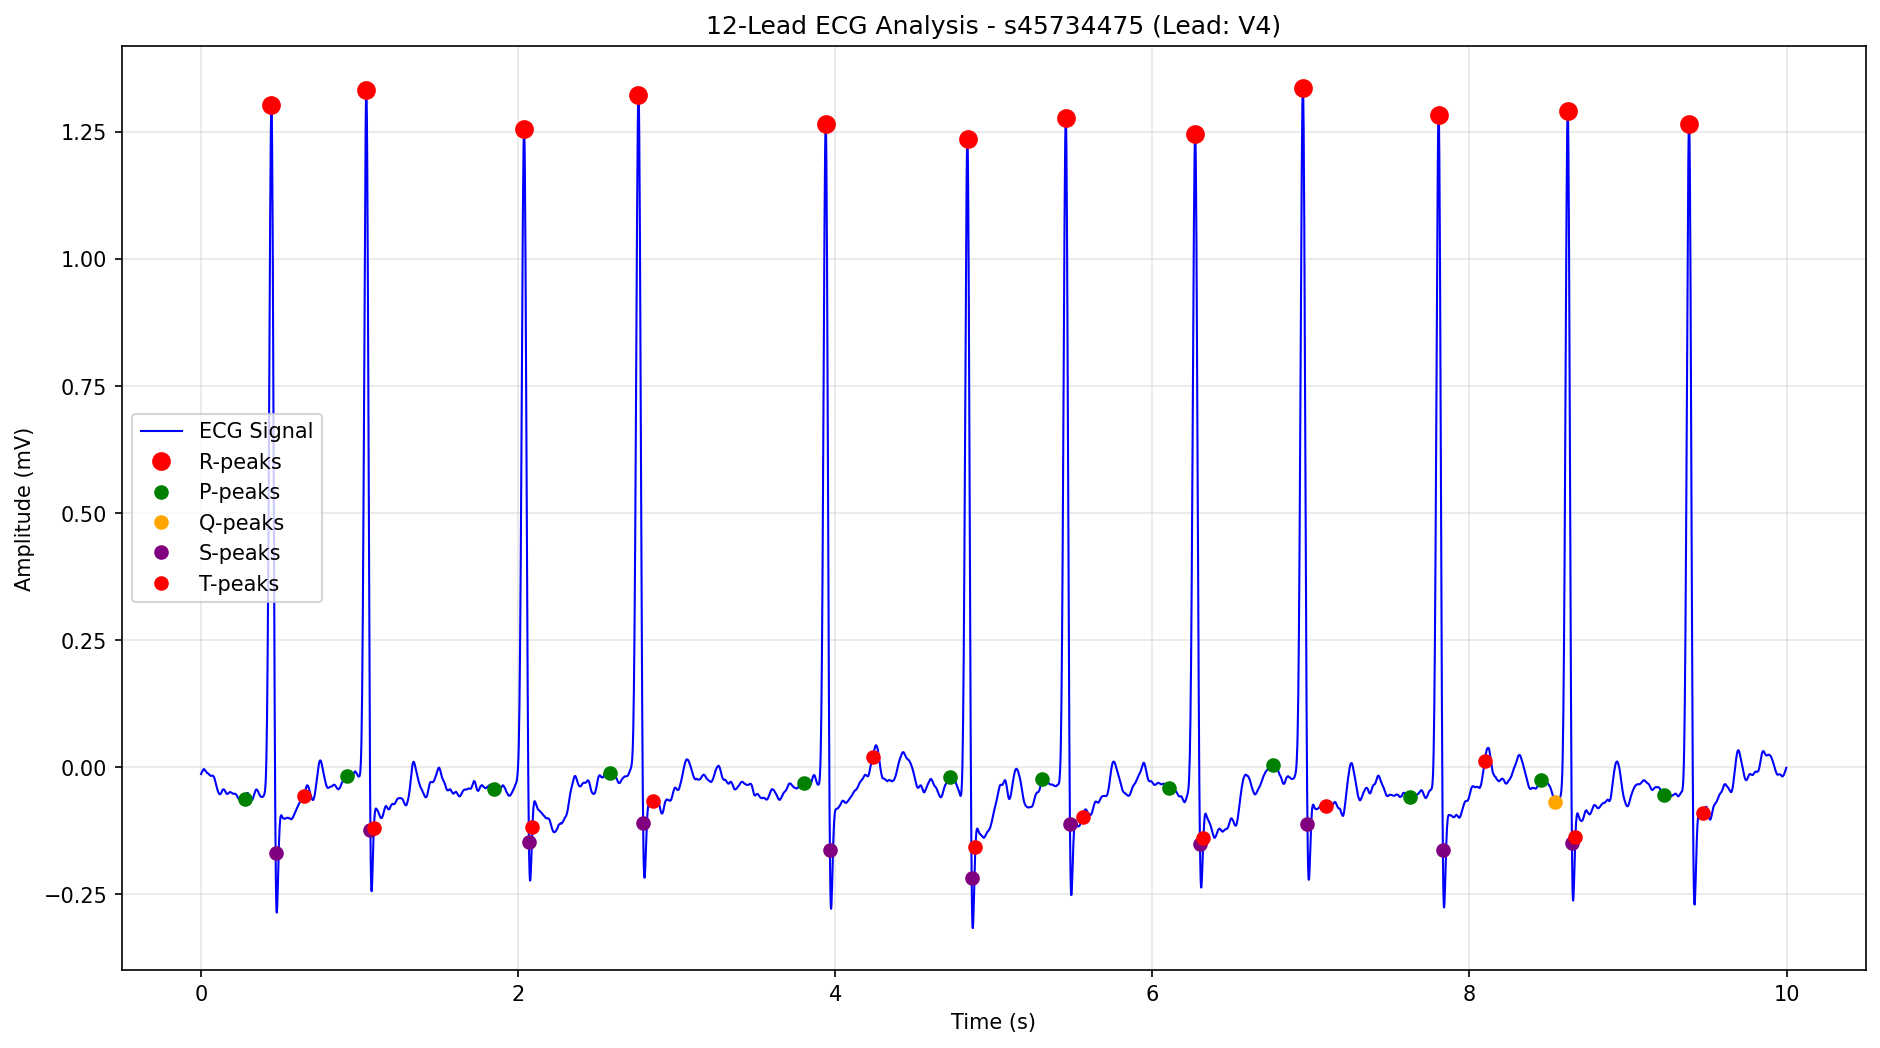 12-Lead ECG Analysis - s45734475 (Lead: V4)
Amplitude (mV)
1.25
1.00
0.75
0.50
0.25
0.00
−0.25
ECG Signal
R-peaks
P-peaks
Q-peaks
S-peaks
T-peaks
0 2 4 6 8 10
Time (s)